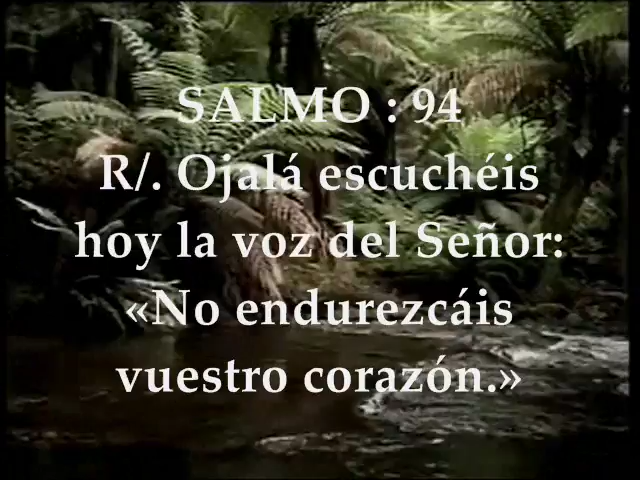 SALMO : 94
R/. Ojalá escuchéis
hoy la voz del Señor:
«No endurezcáis
vuestro corazón.»